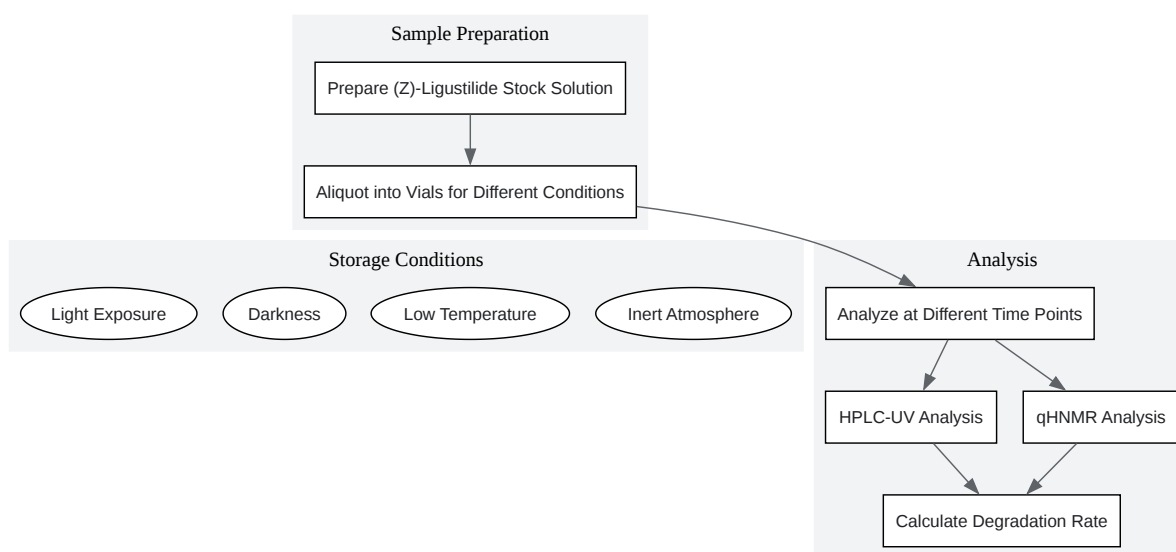 Sample Preparation
Prepare (Z)-Ligustilide Stock Solution
Aliquot into Vials for Different Conditions
Storage Conditions
Light Exposure
Darkness
Low Temperature
Inert Atmosphere
Analysis
Analyze at Different Time Points
HPLC-UV Analysis
qHNMR Analysis
Calculate Degradation Rate